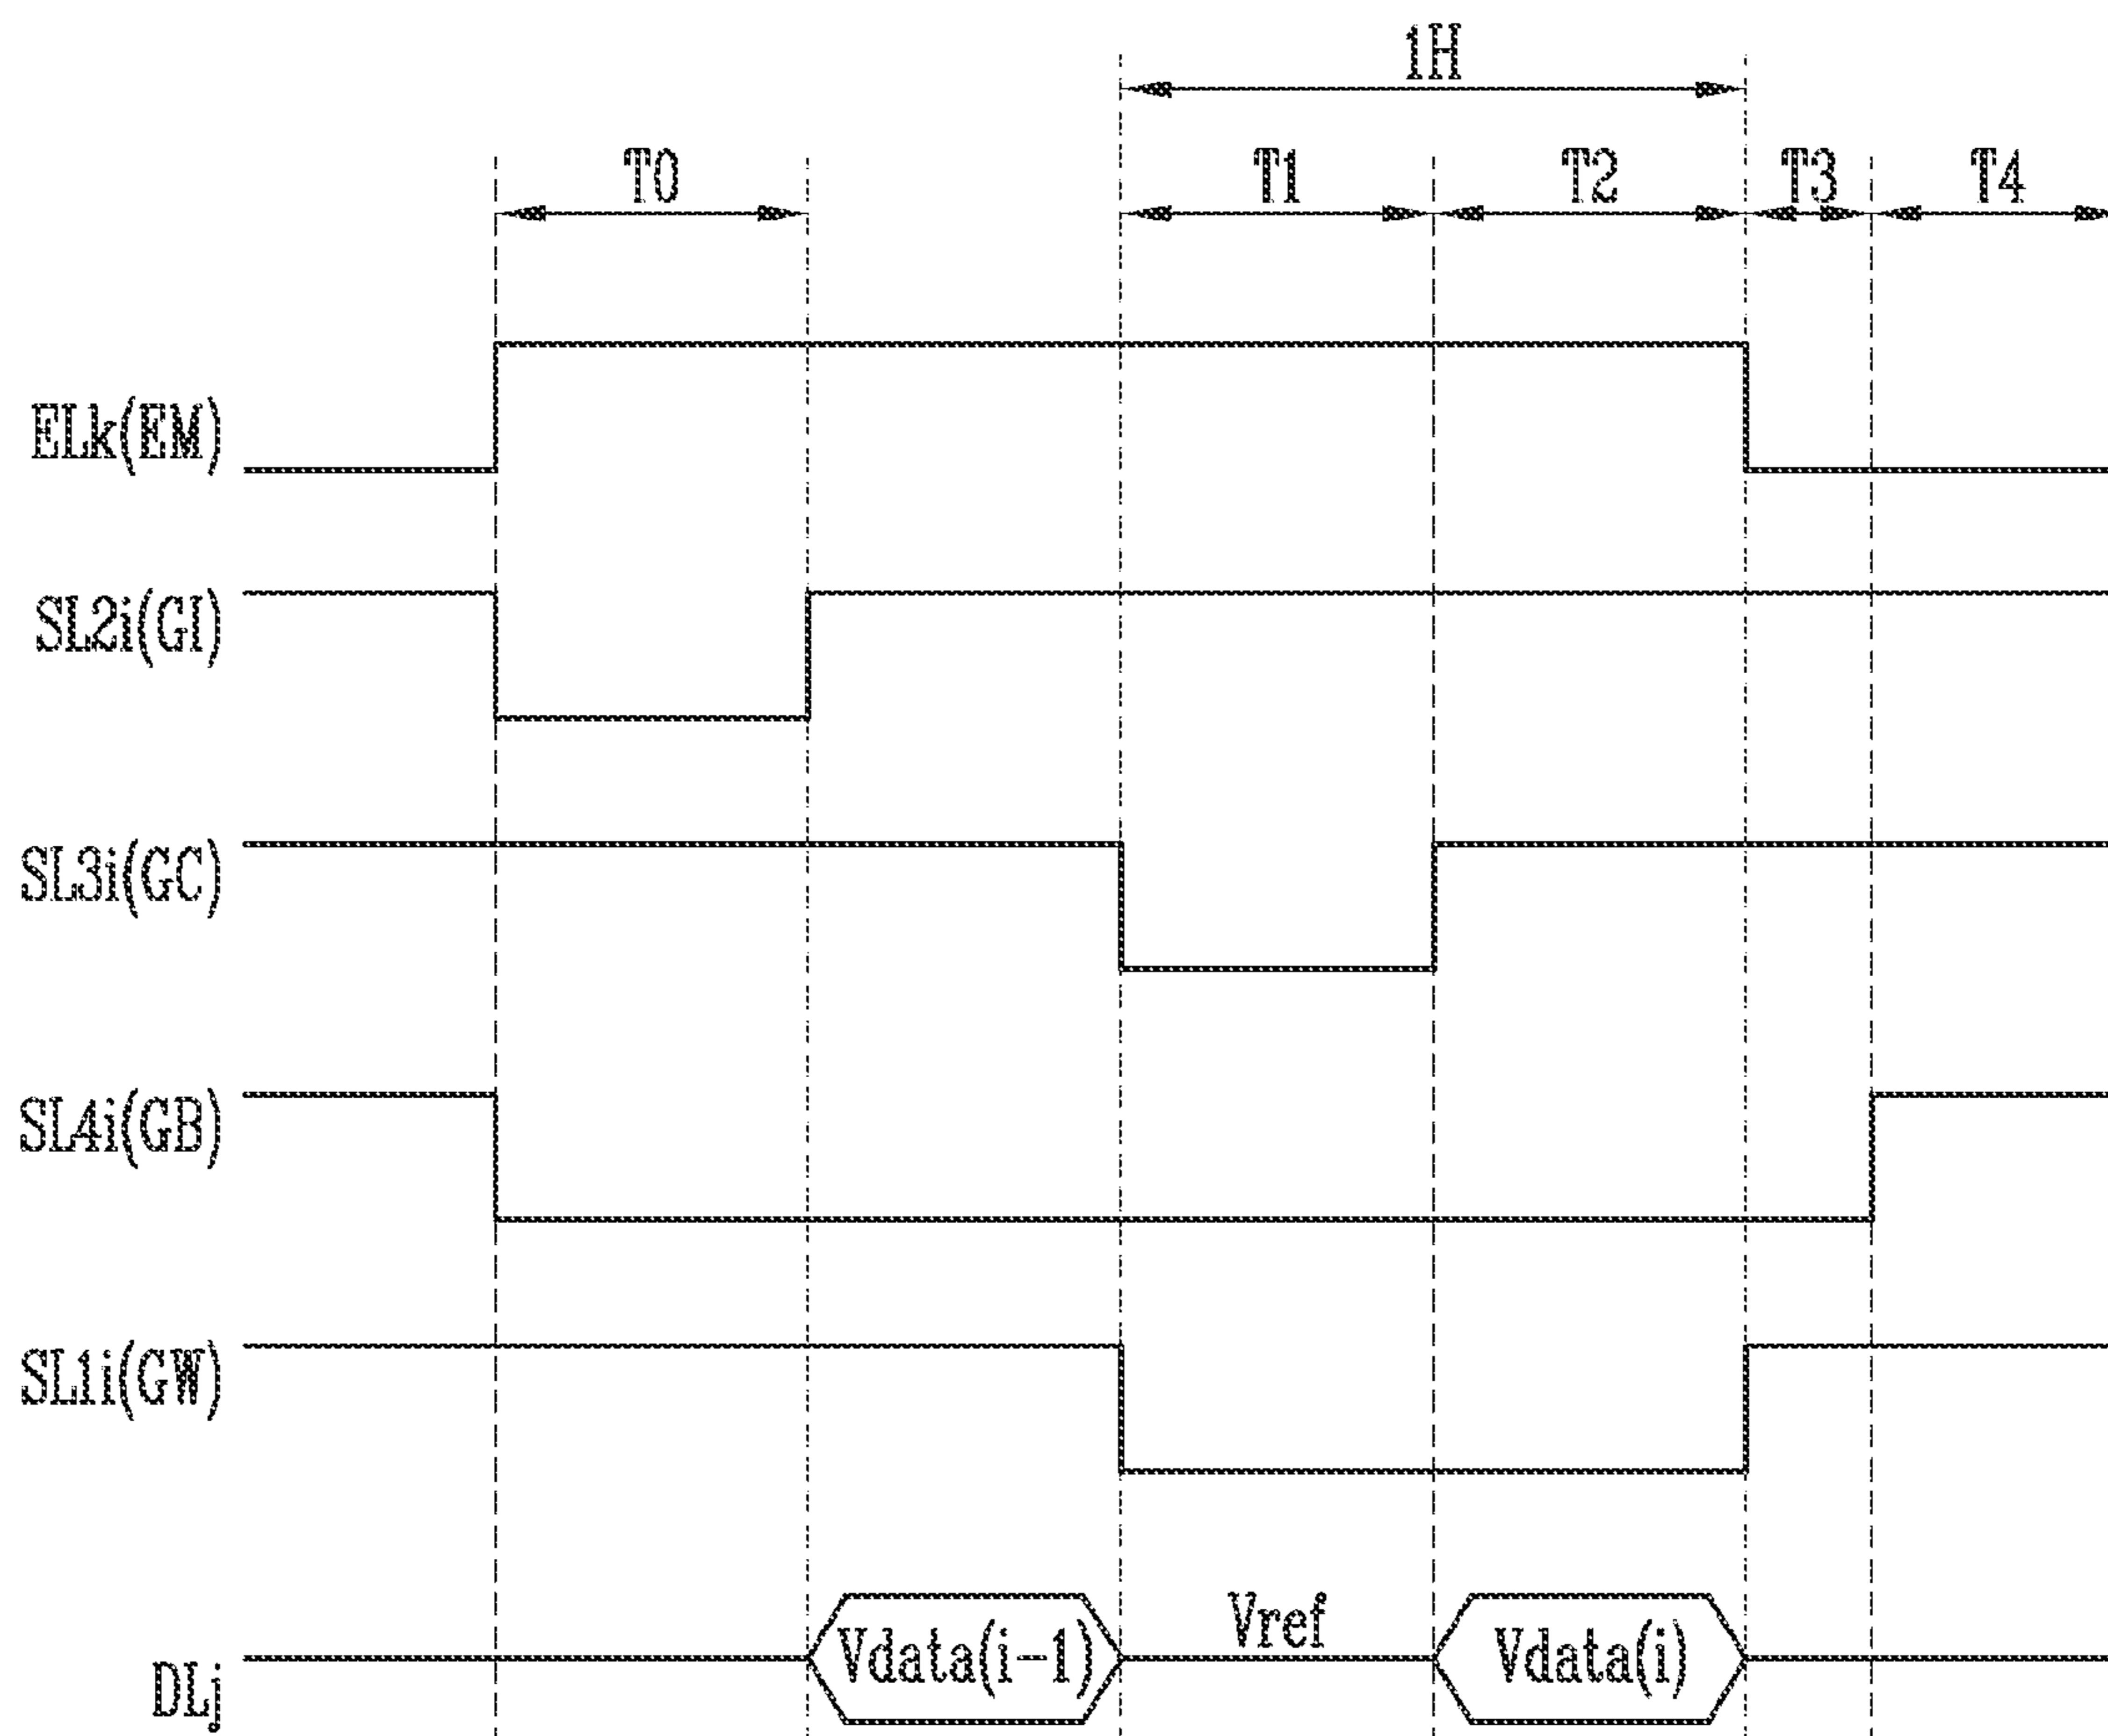 1H
T0 T1 T2 T3 T4
ELk(EM)
SL2i(GI)
SL3i(GC)
SL4i(GB)
SL1i(GW)
DLj Vdata(i-1) Vref Vdata(i)